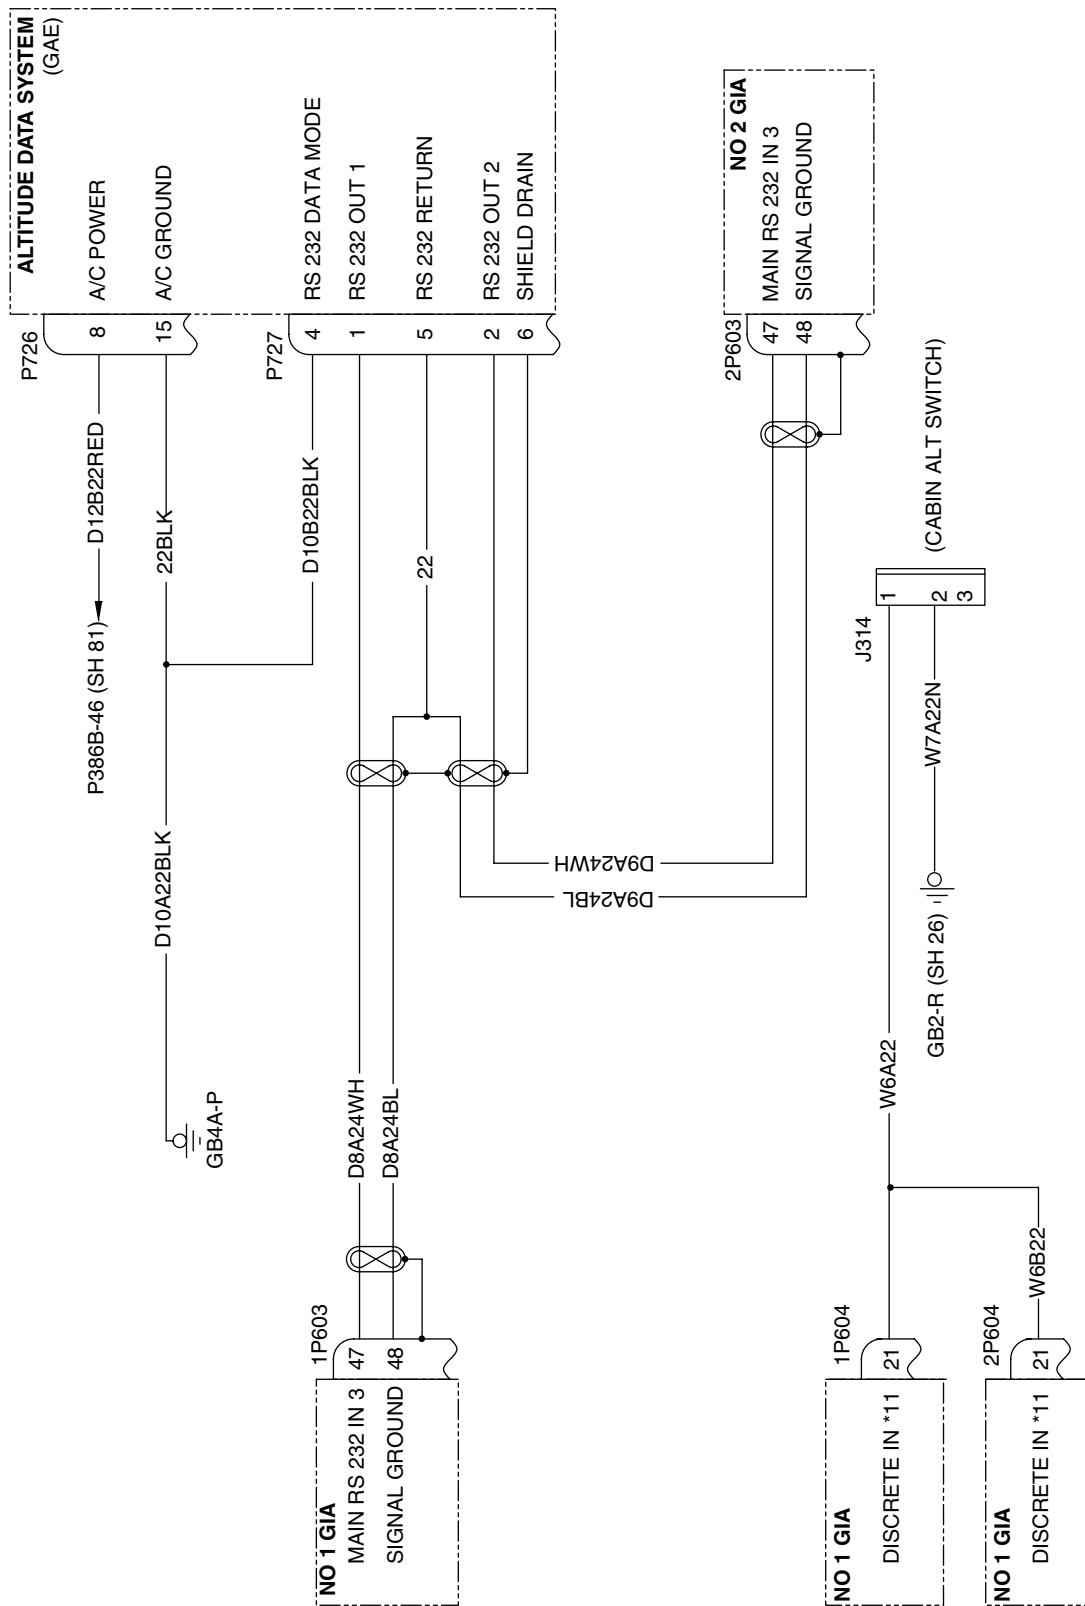 ALTITUDE DATA SYSTEM
(GAE)
P726
8 A/C POWER
15 A/C GROUND
P386B-46 (SH 81)
D12B22RED
22BLK
D10A22BLK
GB4A-P
P727
4 RS 232 DATA MODE
1 RS 232 OUT 1
5 RS 232 RETURN
2 RS 232 OUT 2
6 SHIELD DRAIN
D10B22BLK
22
NO 1 GIA
1P603
MAIN RS 232 IN 3 47
SIGNAL GROUND 48
D8A24WH
D8A24BL
D9A24WH
D9A24BL
NO 2 GIA
2P603
47 MAIN RS 232 IN 3
48 SIGNAL GROUND
NO 1 GIA
1P604
DISCRETE IN *11 21
W6A22
J314
1
2
3
(CABIN ALT SWITCH)
GB2-R (SH 26)
W7A22N
NO 1 GIA
2P604
DISCRETE IN *11 21
W6B22